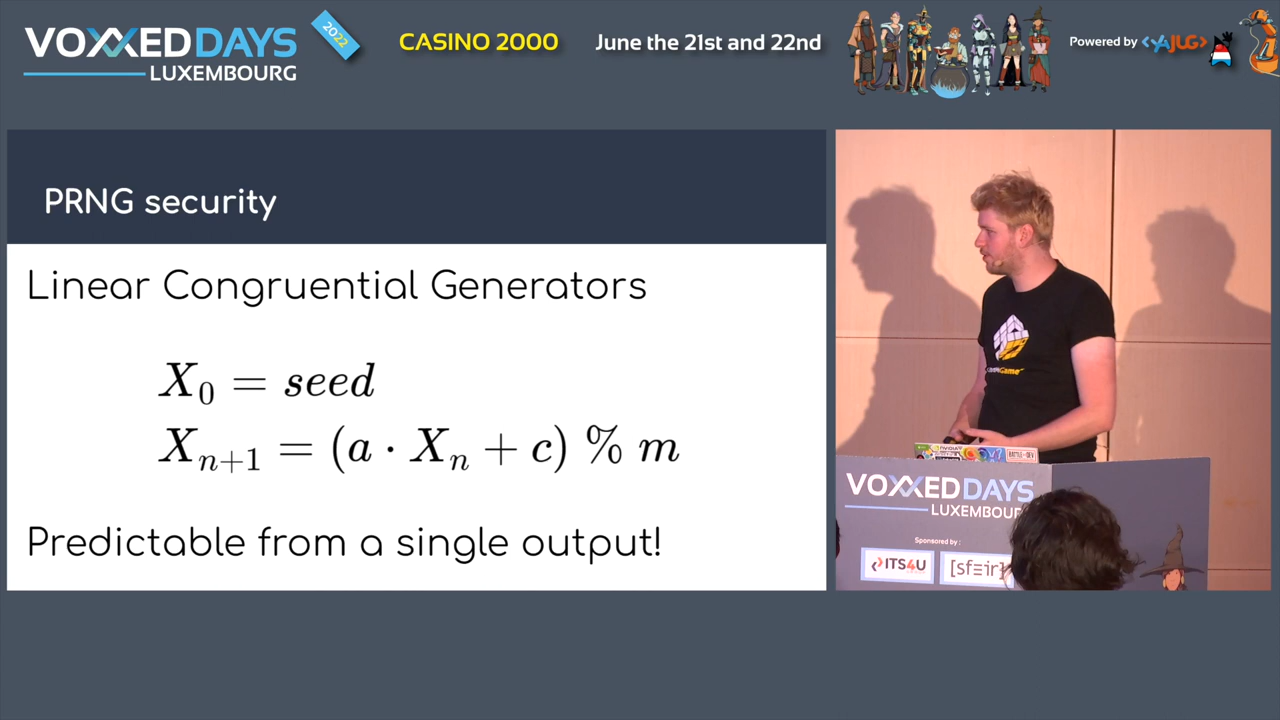 VOXXEDDAYS
LUXEMBOURG
2022
CASINO 2000
June the 21st and 22nd
Powered by <YAJUG>
PRNG security
Linear Congruential Generators
X₀ = seed
Xₙ₊₁ = (a · Xₙ + c) % m
Predictable from a single output!
VOXXEDDAYS
LUXEMBOUR
Sponsored by :
ITS4U
[sfeir]